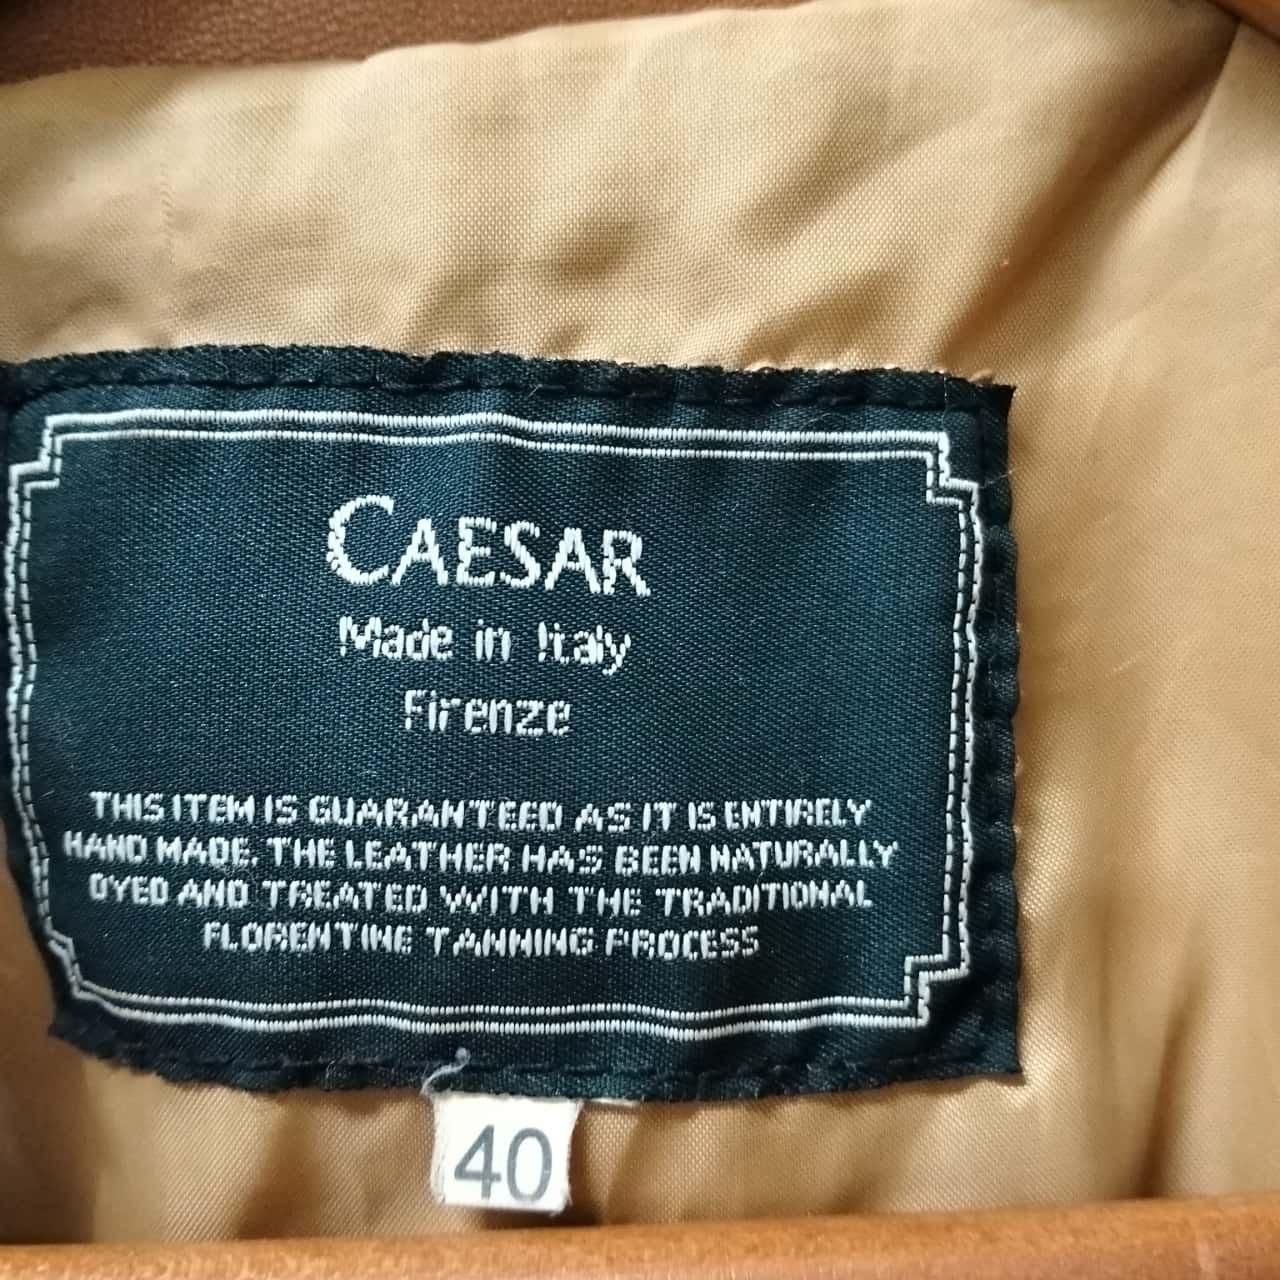 CAESAR
Made in Italy
Firenze
THIS ITEM IS GUARANTEED AS IT IS ENTIRELY
HAND MADE. THE LEATHER HAS BEEN NATURALLY
DYED AND TREATED WITH THE TRADITIONAL
FLORENTINE TANNING PROCESS
40